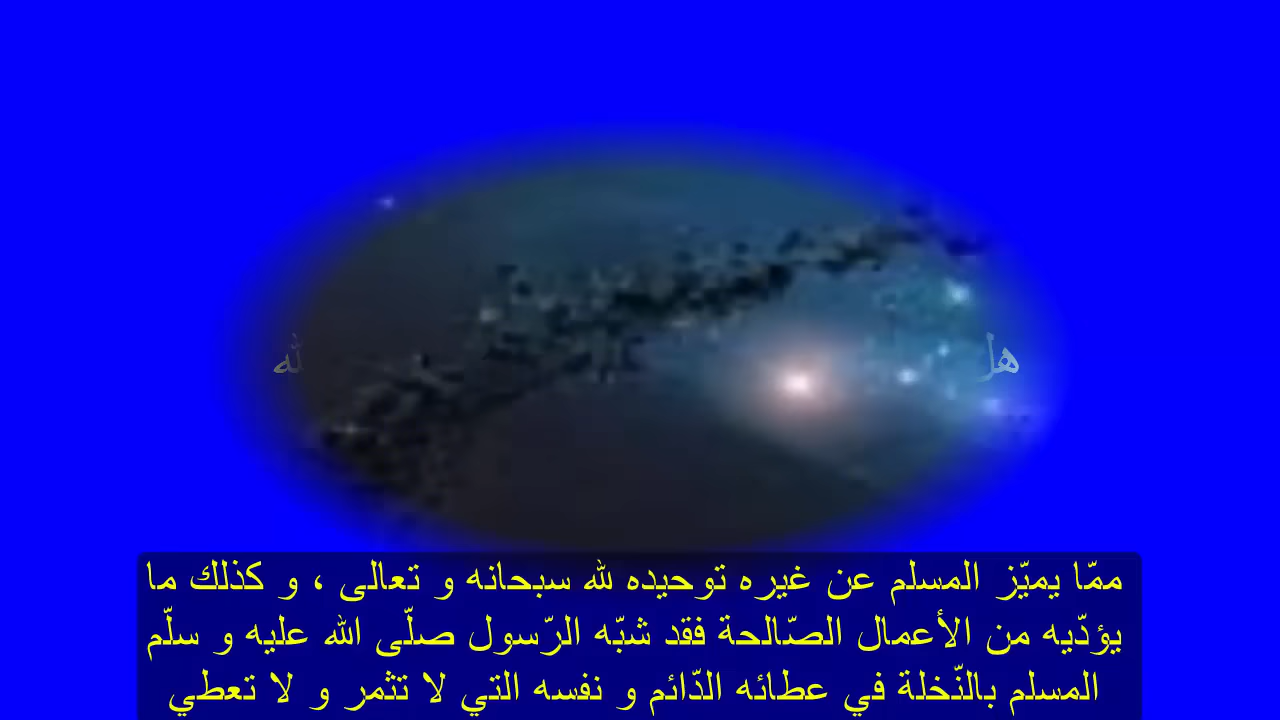 هل
لله
ممّا يميّز المسلم عن غيره توحيده لله سبحانه و تعالى ، و كذلك ما
يؤدّيه من الأعمال الصّالحة فقد شبّه الرّسول صلّى الله عليه و سلّم
المسلم بالنّخلة في عطائه الدّائم و نفسه التي لا تثمر و لا تعطي